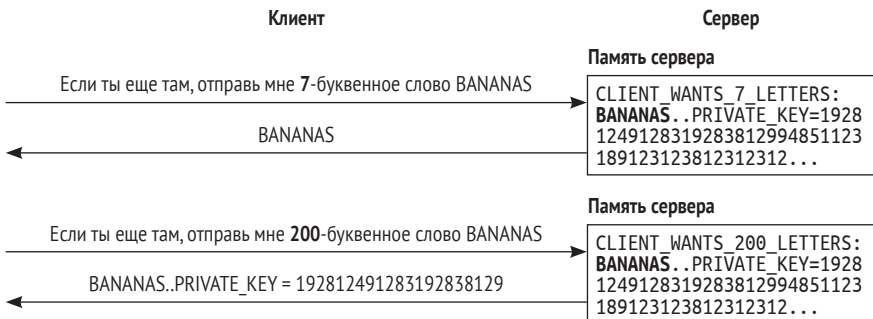 Клиент
Сервер
Память сервера
Если ты еще там, отправь мне 7-буквенное слово BANANAS
BANANAS
CLIENT_WANTS_7_LETTERS:
BANANAS..PRIVATE_KEY=1928
12491283192838129948511​23
189123123812312312...
Память сервера
Если ты еще там, отправь мне 200-буквенное слово BANANAS
BANANAS..PRIVATE_KEY = 192812491283192838129
CLIENT_WANTS_200_LETTERS:
BANANAS..PRIVATE_KEY=1928
1249128319283812994851123
189123123812312312...